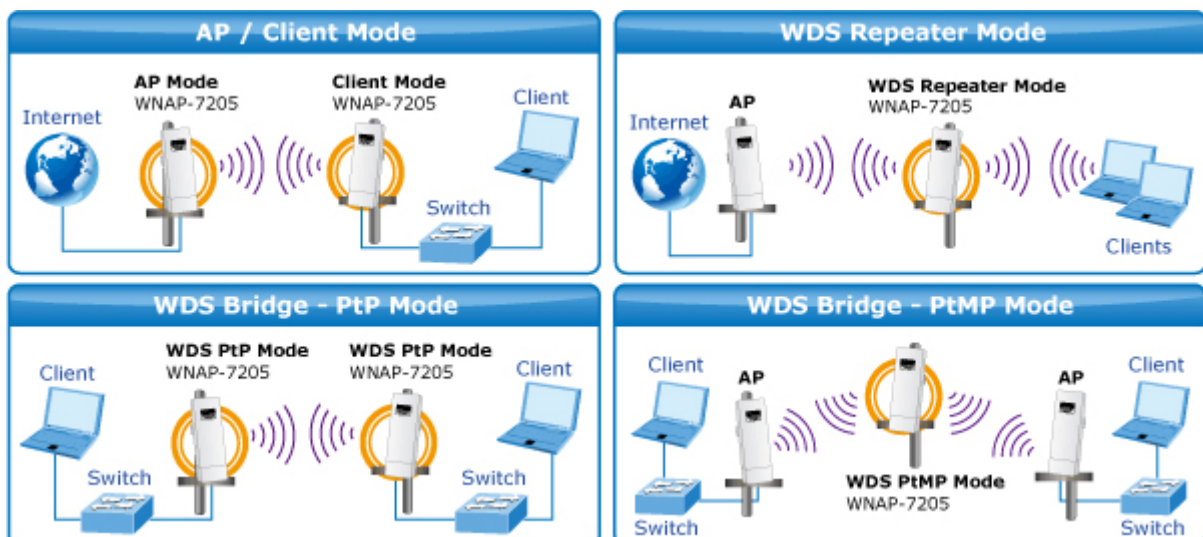 AP / Client Mode
AP Mode
WNAP-7205
Client Mode
WNAP-7205
Client
Internet
Switch
WDS Repeater Mode
WDS Repeater Mode
WNAP-7205
AP
Internet
Clients
WDS Bridge - PtP Mode
WDS PtP Mode
WNAP-7205
WDS PtP Mode
WNAP-7205
Client
Client
Switch
Switch
WDS Bridge - PtMP Mode
Client
AP
AP
Client
WDS PtMP Mode
WNAP-7205
Switch
Switch